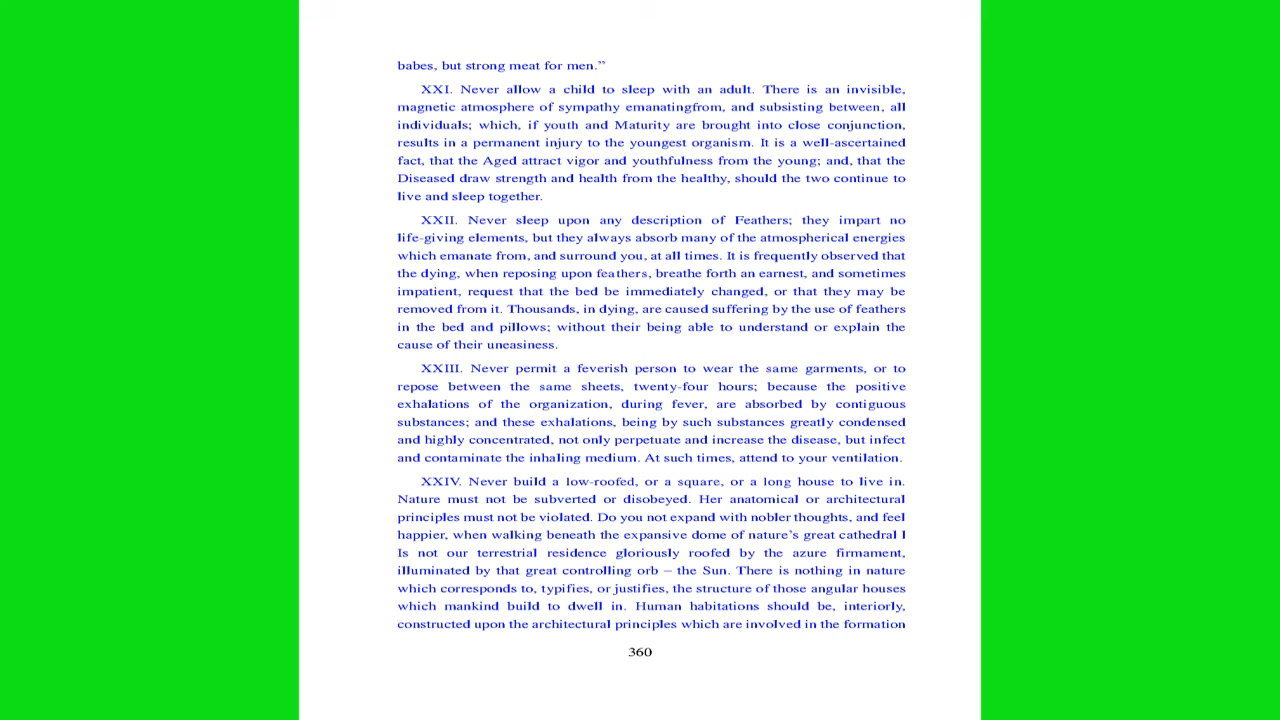 babes, but strong meat for men.”
XXI. Never allow a child to sleep with an adult. There is an invisible,
magnetic atmosphere of sympathy emanatingfrom, and subsisting between, all
individuals; which, if youth and Maturity are brought into close conjunction,
results in a permanent injury to the youngest organism. It is a well-ascertained
fact, that the Aged attract vigor and youthfulness from the young; and, that the
Diseased draw strength and health from the healthy, should the two continue to
live and sleep together.
XXII. Never sleep upon any description of Feathers; they impart no
life-giving elements, but they always absorb many of the atmospherical energies
which emanate from, and surround you, at all times. It is frequently observed that
the dying, when reposing upon feathers, breathe forth an earnest, and sometimes
impatient, request that the bed be immediately changed, or that they may be
removed from it. Thousands, in dying, are caused suffering by the use of feathers
in the bed and pillows; without their being able to understand or explain the
cause of their uneasiness.
XXIII. Never permit a feverish person to wear the same garments, or to
repose between the same sheets, twenty-four hours; because the positive
exhalations of the organization, during fever, are absorbed by contiguous
substances; and these exhalations, being by such substances greatly condensed
and highly concentrated, not only perpetuate and increase the disease, but infect
and contaminate the inhaling medium. At such times, attend to your ventilation.
XXIV. Never build a low-roofed, or a square, or a long house to live in.
Nature must not be subverted or disobeyed. Her anatomical or architectural
principles must not be violated. Do you not expand with nobler thoughts, and feel
happier, when walking beneath the expansive dome of nature’s great cathedral l
Is not our terrestrial residence gloriously roofed by the azure firmament,
illuminated by that great controlling orb – the Sun. There is nothing in nature
which corresponds to, typifies, or justifies, the structure of those angular houses
which mankind build to dwell in. Human habitations should be, interiorly,
constructed upon the architectural principles which are involved in the formation
360